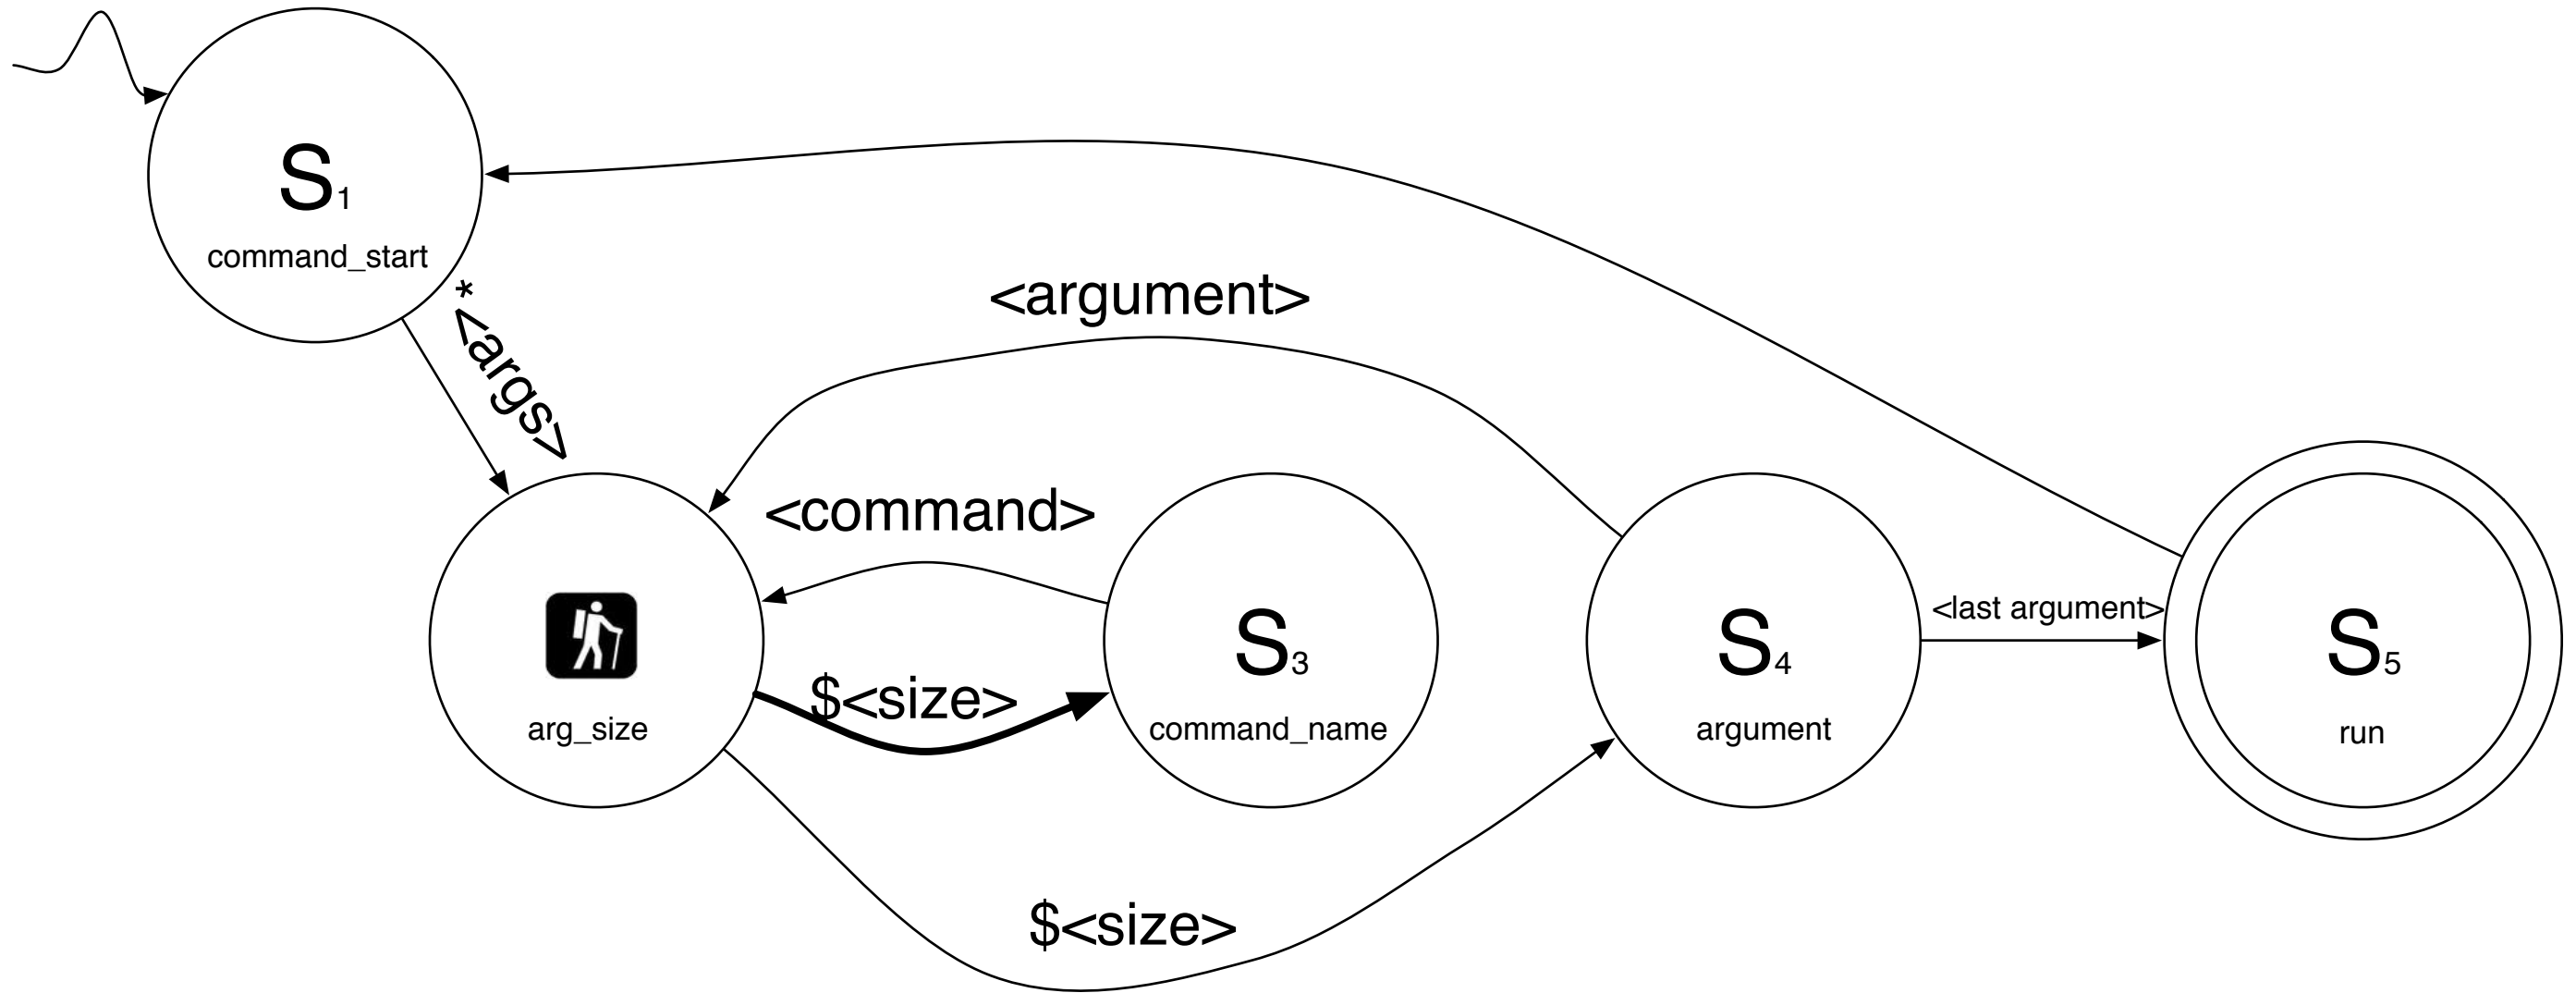 S1
command_start
*<args>
<argument>
<command>
arg_size
$<size>
S3
command_name
S4
argument
<last argument>
S5
run
$<size>